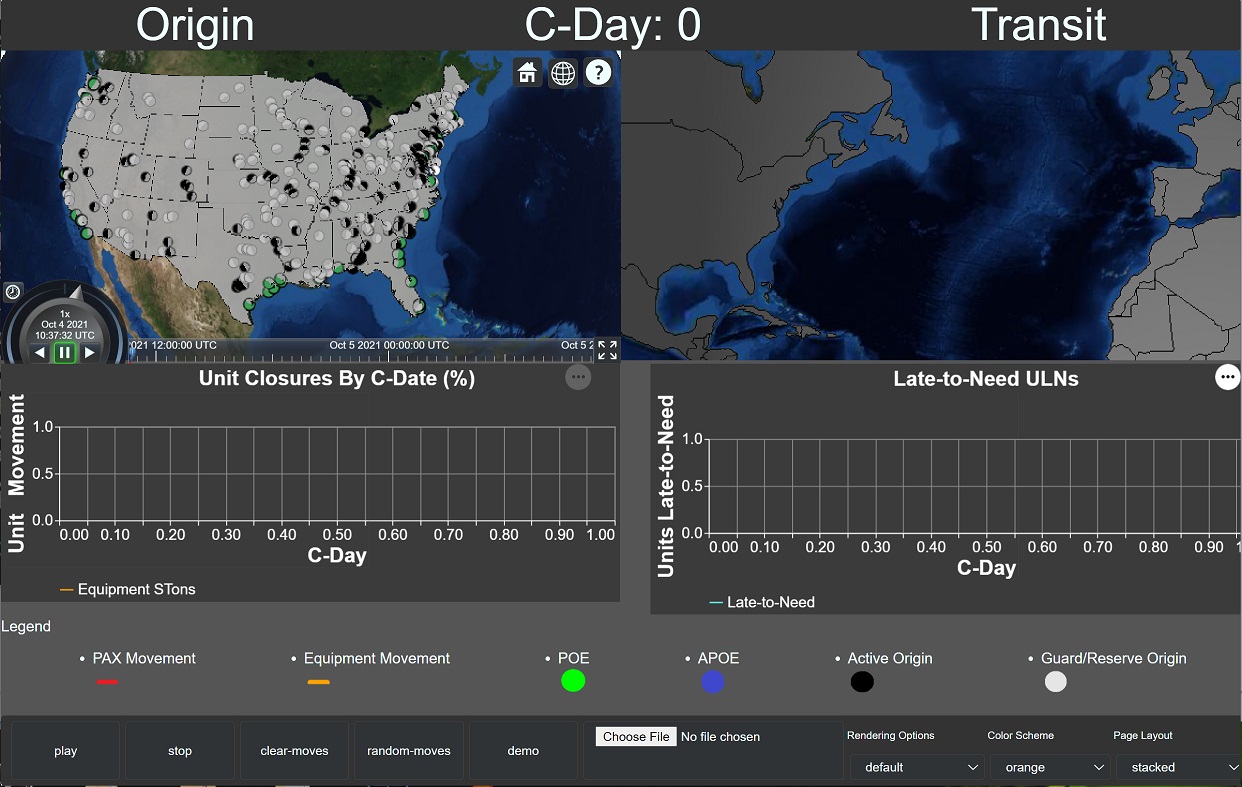 Origin
C-Day: 0
Transit
?
1x
Oct 4 2021
10:37:32 UTC
021 12:00:00 UTC
Oct 5 2021 00:00:00 UTC
Oct 5 2
Unit Closures By C-Date (%)
Unit Movement
1.0
0.5
0.0
0.00 0.10 0.20 0.30 0.40 0.50 0.60 0.70 0.80 0.90 1.00
C-Day
Equipment STons
Late-to-Need ULNs
Units Late-to-Need
1.0
0.5
0.0
0.00 0.10 0.20 0.30 0.40 0.50 0.60 0.70 0.80 0.90 1
C-Day
Late-to-Need
Legend
• PAX Movement
• Equipment Movement
• POE
• APOE
• Active Origin
• Guard/Reserve Origin
play
stop
clear-moves
random-moves
demo
Choose File No file chosen
Rendering Options
default
Color Scheme
orange
Page Layout
stacked